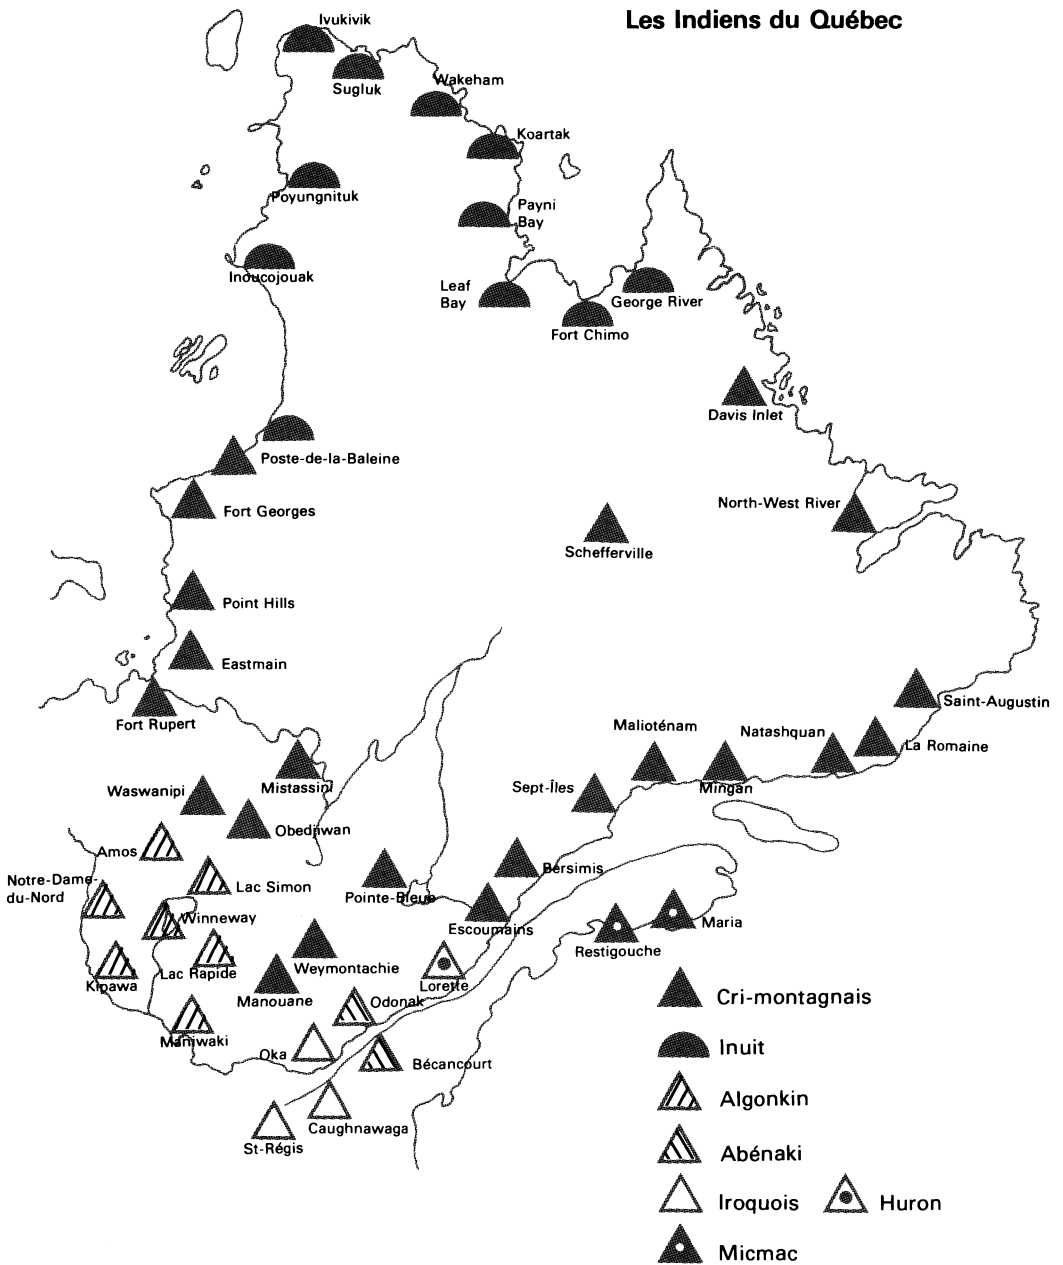 Les Indiens du Québec
Ivukivik
Sugluk
Wakeham
Koartak
Poyungnituk
Payni
Bay
Inoucojouak
Leaf
Bay
George River
Fort Chimo
Davis Inlet
Poste-de-la-Baleine
North-West River
Fort Georges
Schefferville
Point Hills
Eastmain
Saint-Augustin
Fort Rupert
Malioténam
Natashquan
La Romaine
Mistassini
Sept-Îles
Mingan
Waswanipi
Obedjiwan
Amos
Bersimis
Notre-Dame-
du-Nord
Lac Simon
Pointe-Bleue
Winneway
Escoumains
Maria
Restigouche
Lac Rapide
Weymontachie
Kipawa
Lorette
Manouane
Odonak
Cri-montagnais
Maniwaki
Oka
Inuit
Bécancourt
Algonkin
Caughnawaga
St-Régis
Abénaki
Iroquois
Huron
Micmac